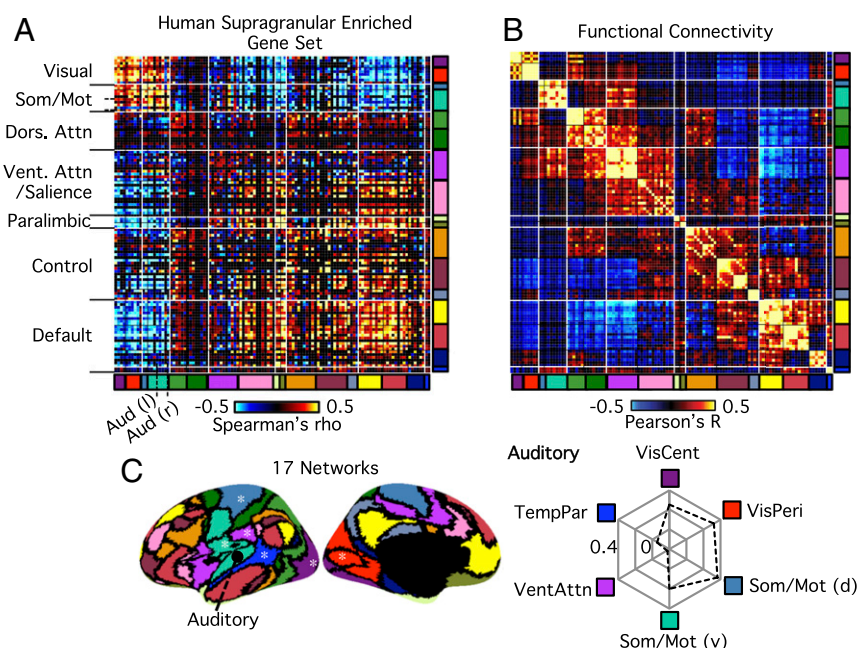 A
Human Supragranular Enriched
Gene Set
Visual
Som/Mot
Dors. Attn
Vent. Attn
/Salience
Paralimbic
Control
Default
Aud (l)
Aud (r)
-0.5
0.5
Spearman's rho
B
Functional Connectivity
-0.5
0.5
Pearson's R
C
17 Networks
*
*
*
*
*
*
Auditory
Auditory
VisCent
TempPar
VisPeri
0.4
0
VentAttn
Som/Mot (d)
Som/Mot (v)